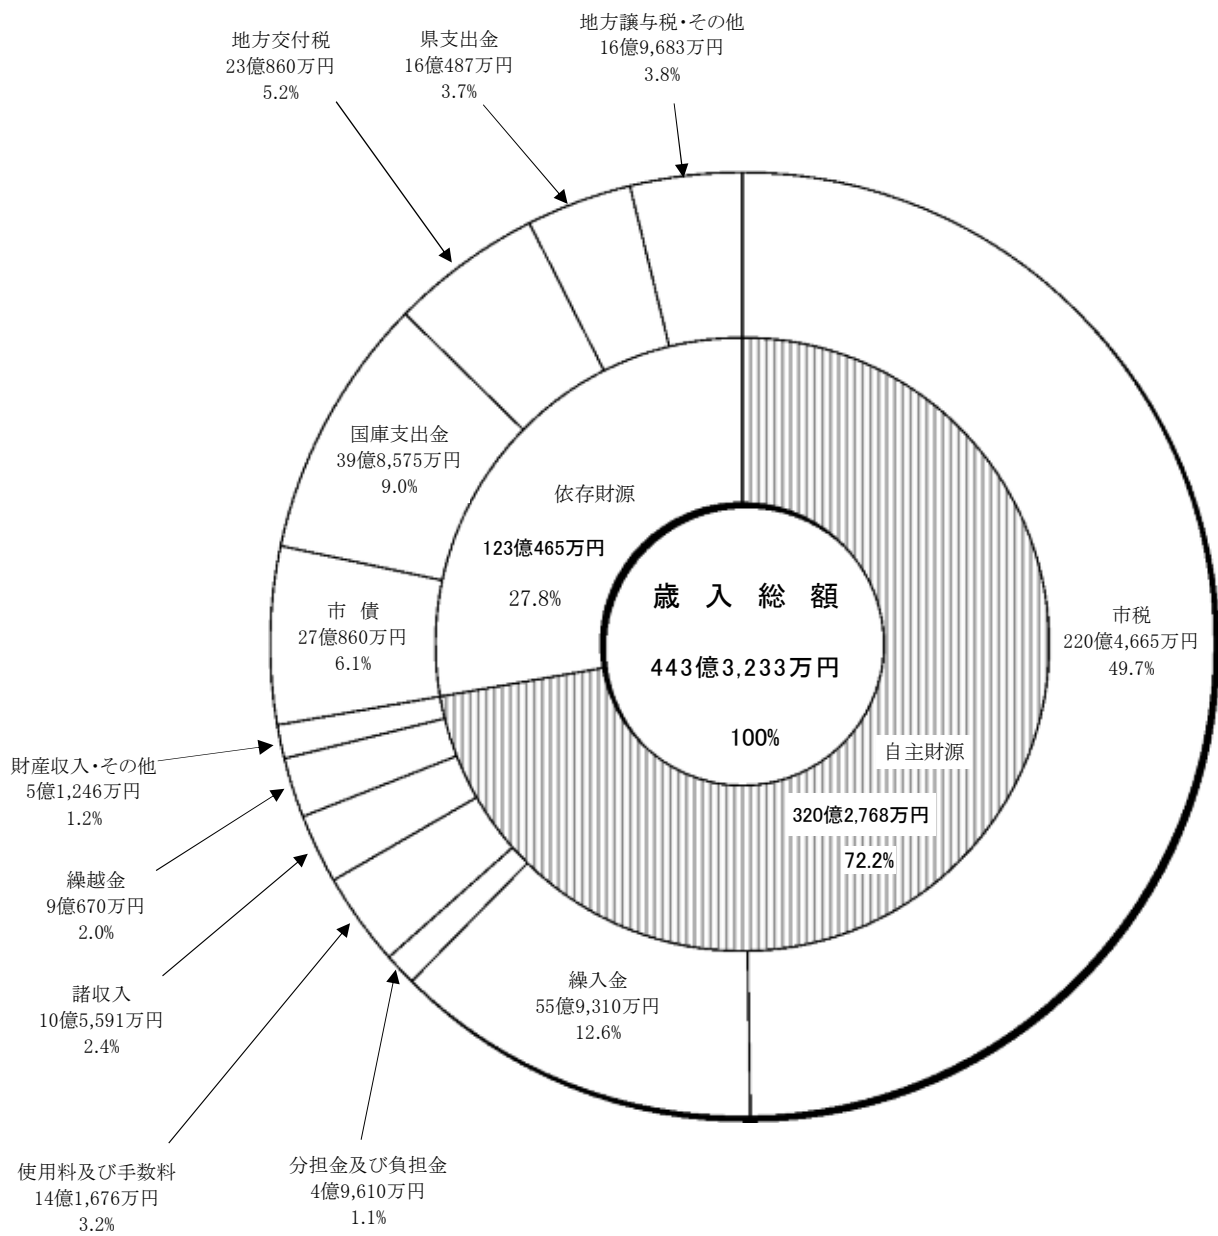 地方譲与税・その他
16億9,683万円
3.8%
県支出金
16億487万円
3.7%
地方交付税
23億860万円
5.2%
国庫支出金
39億8,575万円
9.0%
依存財源
123億465万円
27.8%
歳 入 総 額
443億3,233万円
100%
市税
220億4,665万円
49.7%
市 債
27億860万円
6.1%
自主財源
320億2,768万円
72.2%
財産収入・その他
5億1,246万円
1.2%
繰越金
9億670万円
2.0%
諸収入
10億5,591万円
2.4%
繰入金
55億9,310万円
12.6%
使用料及び手数料
14億1,676万円
3.2%
分担金及び負担金
4億9,610万円
1.1%